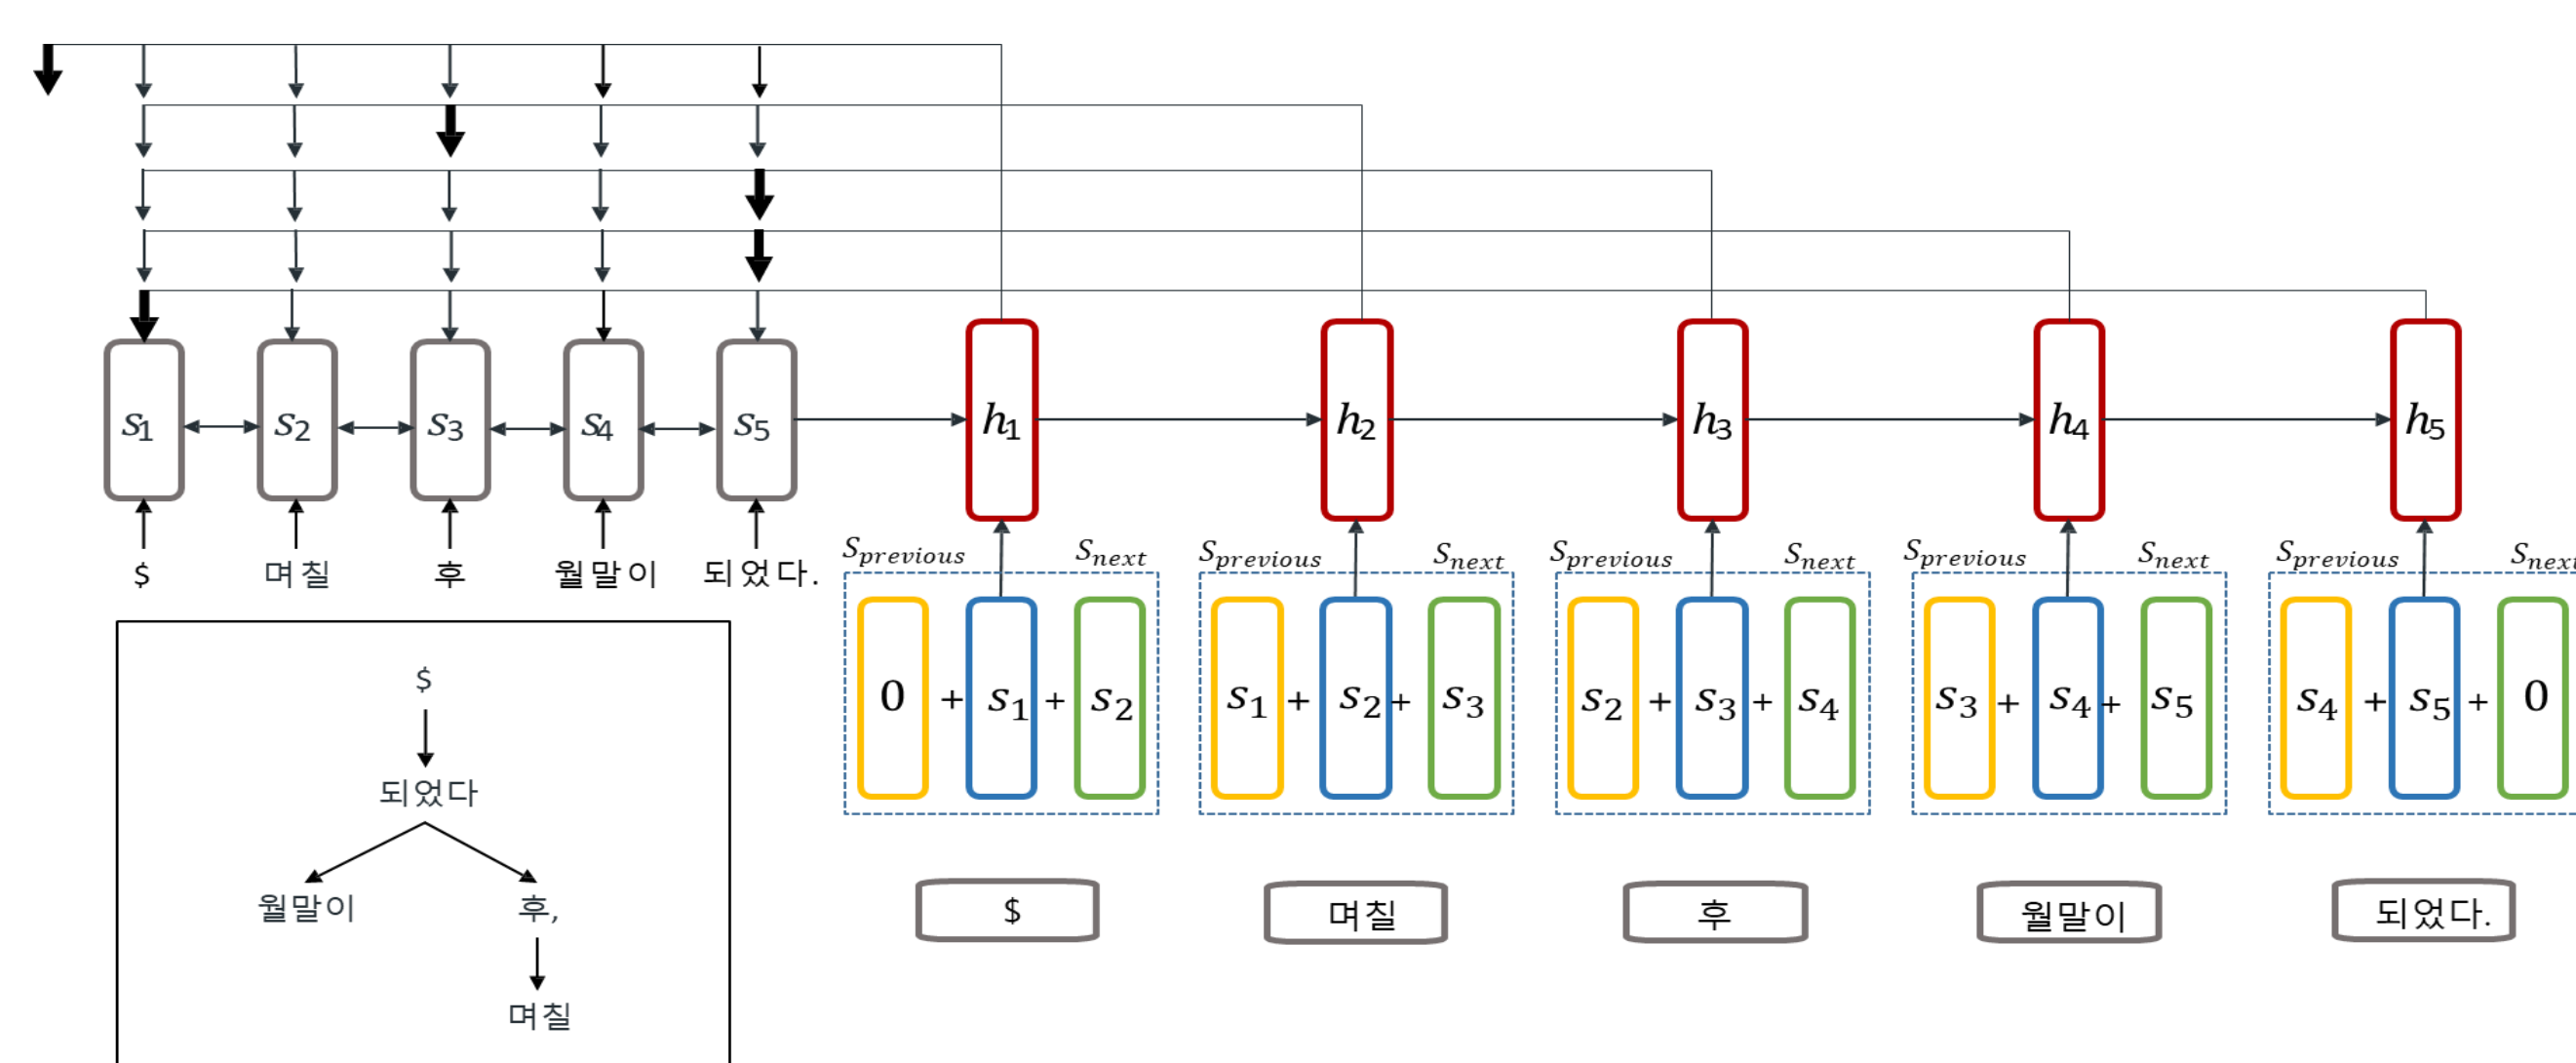 s1 s2 s3 s4 s5 h1 h2 h3 h4 h5
$ 며칠 후 월말이 되었다.
Sprevious Snext Sprevious Snext Sprevious Snext Sprevious Snext Sprevious Snext
0 + s1 + s2 s1 + s2 + s3 s2 + s3 + s4 s3 + s4 + s5 s4 + s5 + 0
$ 며칠 후 월말이 되었다.
$
되었다
월말이 후,
며칠